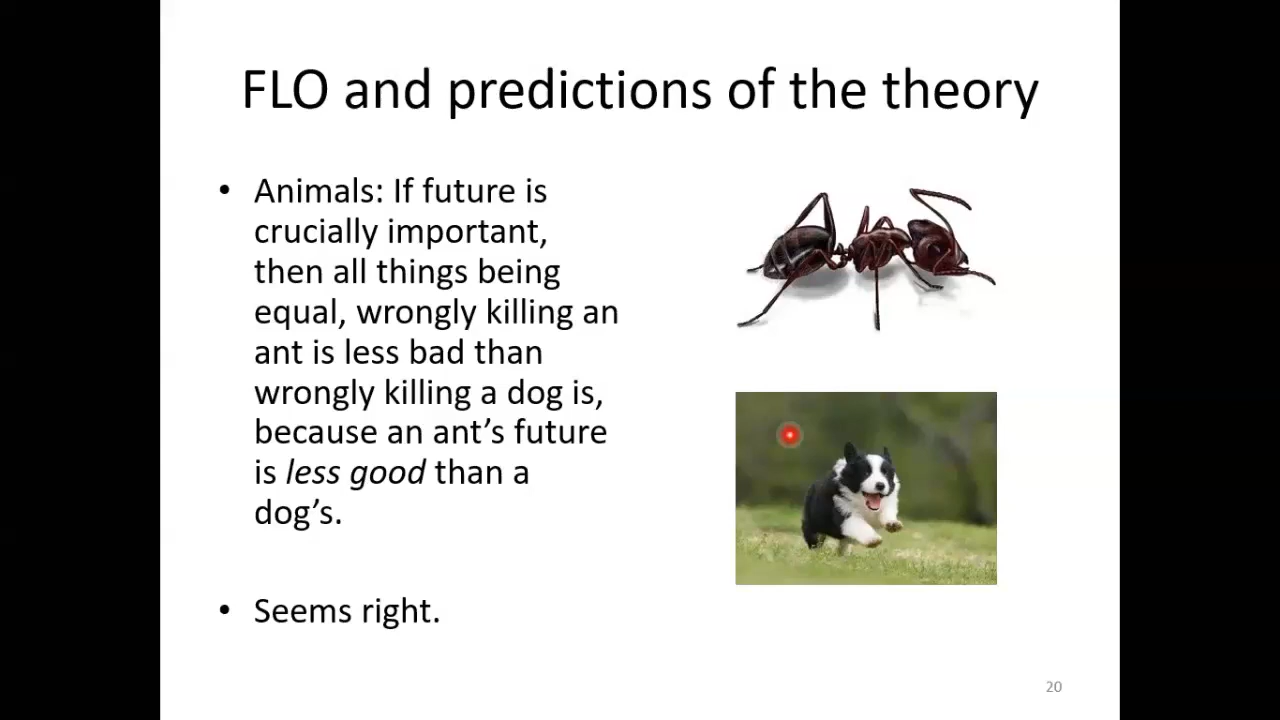 FLO and predictions of the theory
• Animals: If future is
crucially important,
then all things being
equal, wrongly killing an
ant is less bad than
wrongly killing a dog is,
because an ant’s future
is less good than a
dog’s.
• Seems right.
20